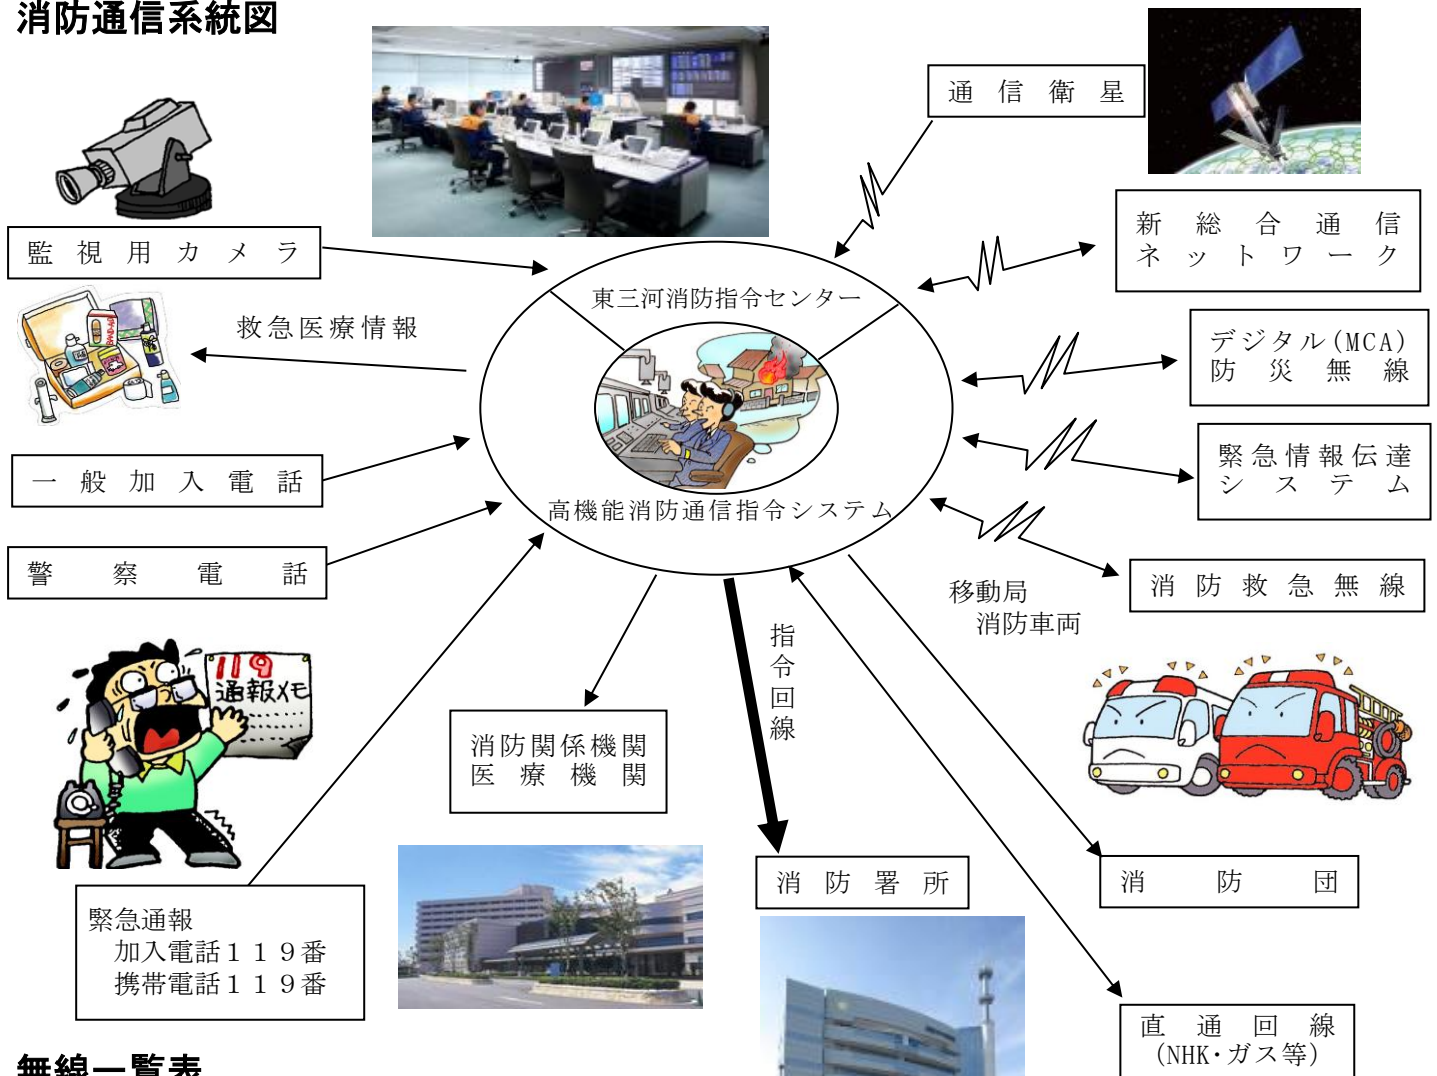 消防通信系統図
通信衛星
監視用カメラ
新総合通信
ネットワーク
東三河消防指令センター
救急医療情報
デジタル(MCA)
防災無線
BAND-AID
一般加入電話
緊急情報伝達
システム
高機能消防通信指令システム
警察電話
消防救急無線
移動局
消防車両
指令回線
119
通報メモ
消防関係機関
医療機関
消防署所
消防団
緊急通報
加入電話119番
携帯電話119番
直通回線
(NHK・ガス等)
無線一覧表